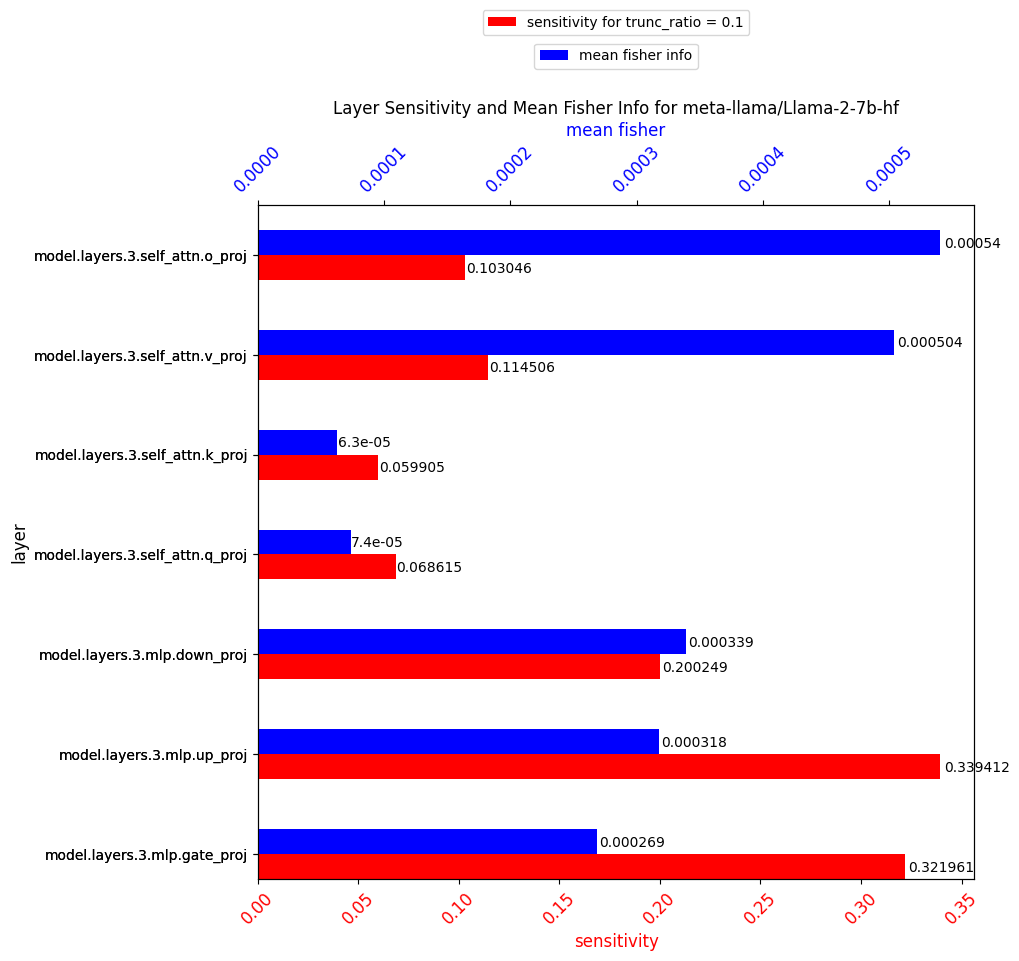 sensitivity for trunc_ratio = 0.1
mean fisher info
Layer Sensitivity and Mean Fisher Info for meta-llama/Llama-2-7b-hf
mean fisher
0.0000
0.0001
0.0002
0.0003
0.0004
0.0005
layer
model.layers.3.self_attn.o_proj
0.00054
0.103046
model.layers.3.self_attn.v_proj
0.000504
0.114506
model.layers.3.self_attn.k_proj
6.3e-05
0.059905
model.layers.3.self_attn.q_proj
7.4e-05
0.068615
model.layers.3.mlp.down_proj
0.000339
0.200249
model.layers.3.mlp.up_proj
0.000318
0.339412
model.layers.3.mlp.gate_proj
0.000269
0.321961
0.00
0.05
0.10
0.15
0.20
0.25
0.30
0.35
sensitivity